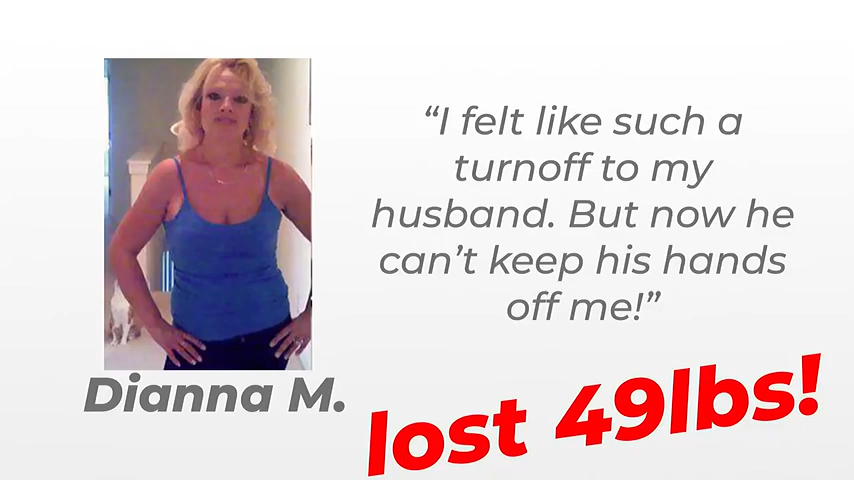 “I felt like such a
turnoff to my
husband. But now he
can’t keep his hands
off me!”
Dianna M.
lost 49lbs!